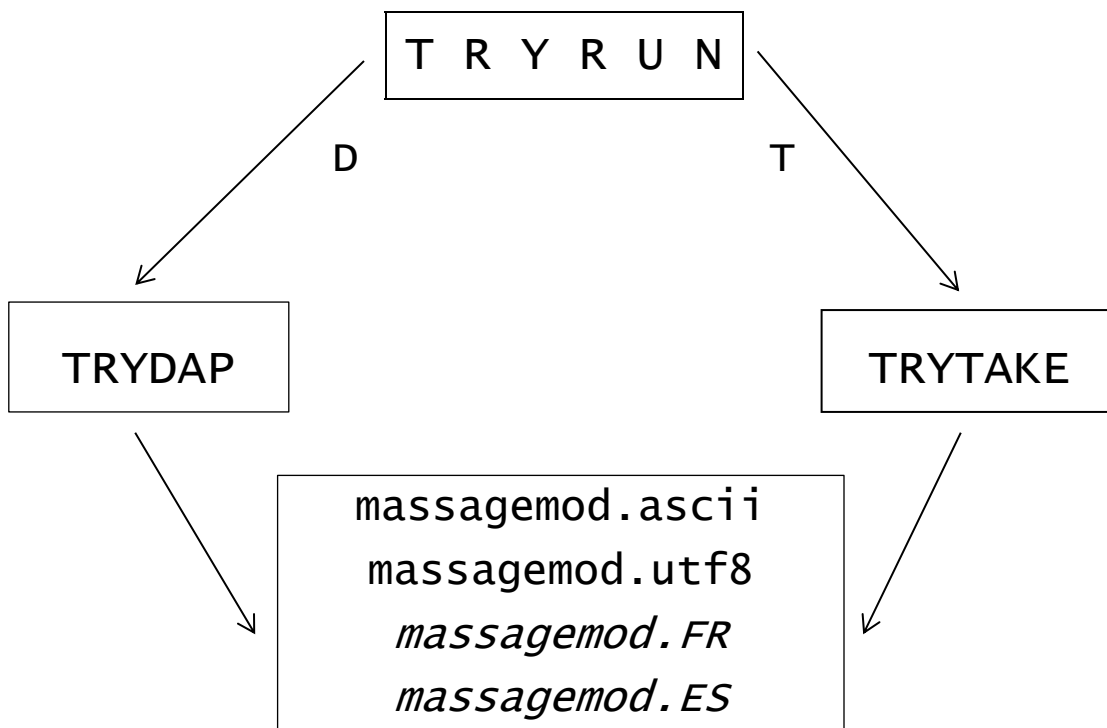 T R Y R U N
D
T
TRYDAP
TRYTAKE
massagemod.ascii
massagemod.utf8
massagemod.FR
massagemod.ES